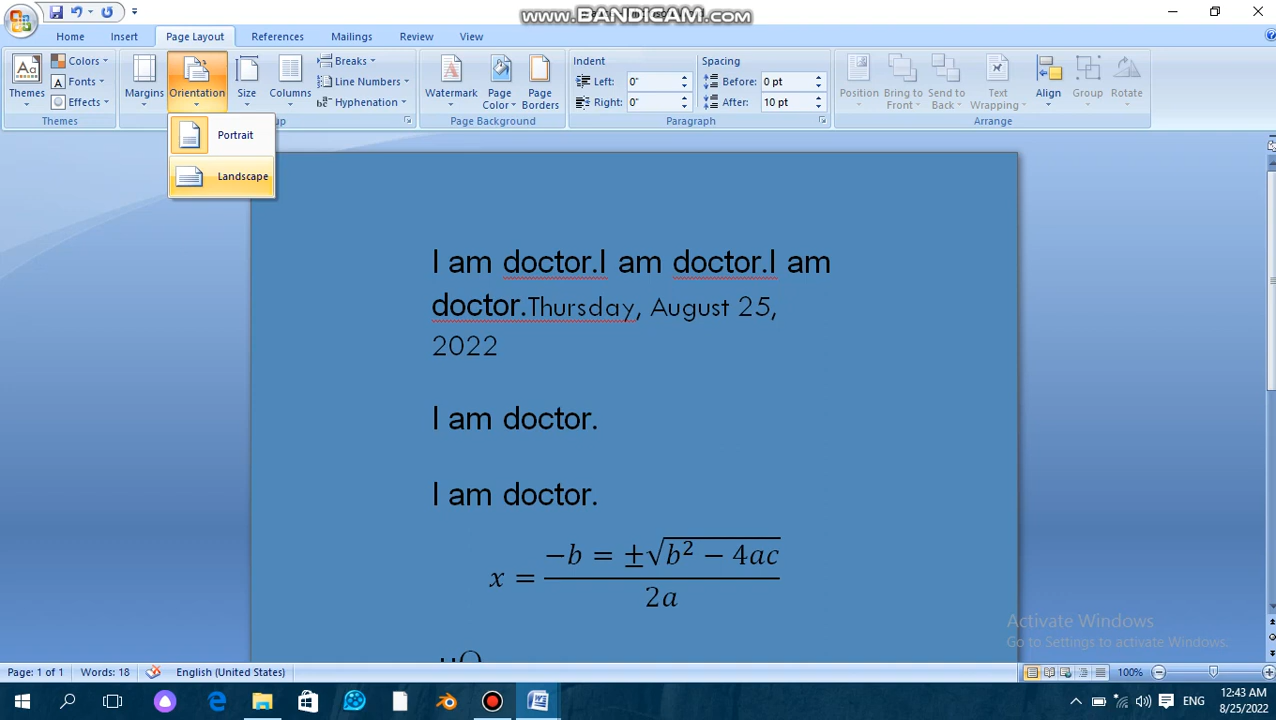 www.BANDICAM.com
Home Insert Page Layout References Mailings Review View
Themes
Colors
Fonts
Effects
Themes
Margins
Orientation
Size
Columns
Breaks
Line Numbers
Hyphenation
up
Watermark
Page Color
Page Borders
Page Background
Indent
Left: 0"
Right: 0"
Spacing
Before: 0 pt
After: 10 pt
Paragraph
Position
Bring to Front
Send to Back
Text Wrapping
Align
Group
Rotate
Arrange
Portrait
Landscape
I am doctor.I am doctor.I am
doctor.Thursday, August 25,
2022
I am doctor.
I am doctor.
x = (−b = ±√(b² − 4ac)) / 2a
Activate Windows
Go to Settings to activate Windows.
Page: 1 of 1 Words: 18 English (United States) 100%
ENG
12:43 AM
8/25/2022